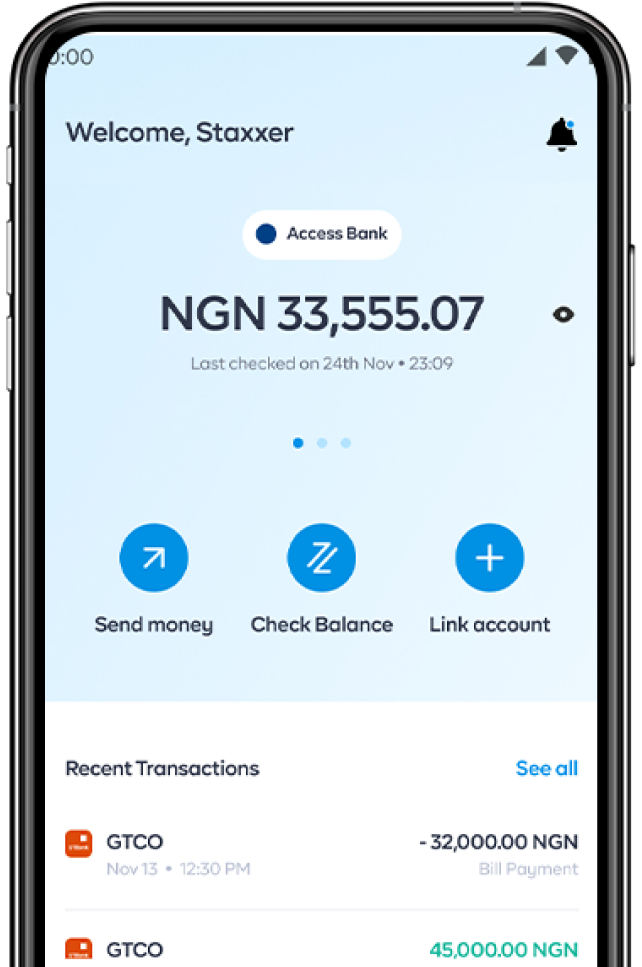 :00
Welcome, Staxxer
Access Bank
NGN 33,555.07
Last checked on 24th Nov • 23:09
Send money
Check Balance
Link account
Recent Transactions
See all
GTCO
- 32,000.00 NGN
Nov 13 • 12:30 PM
Bill Payment
GTCO
45,000.00 NGN